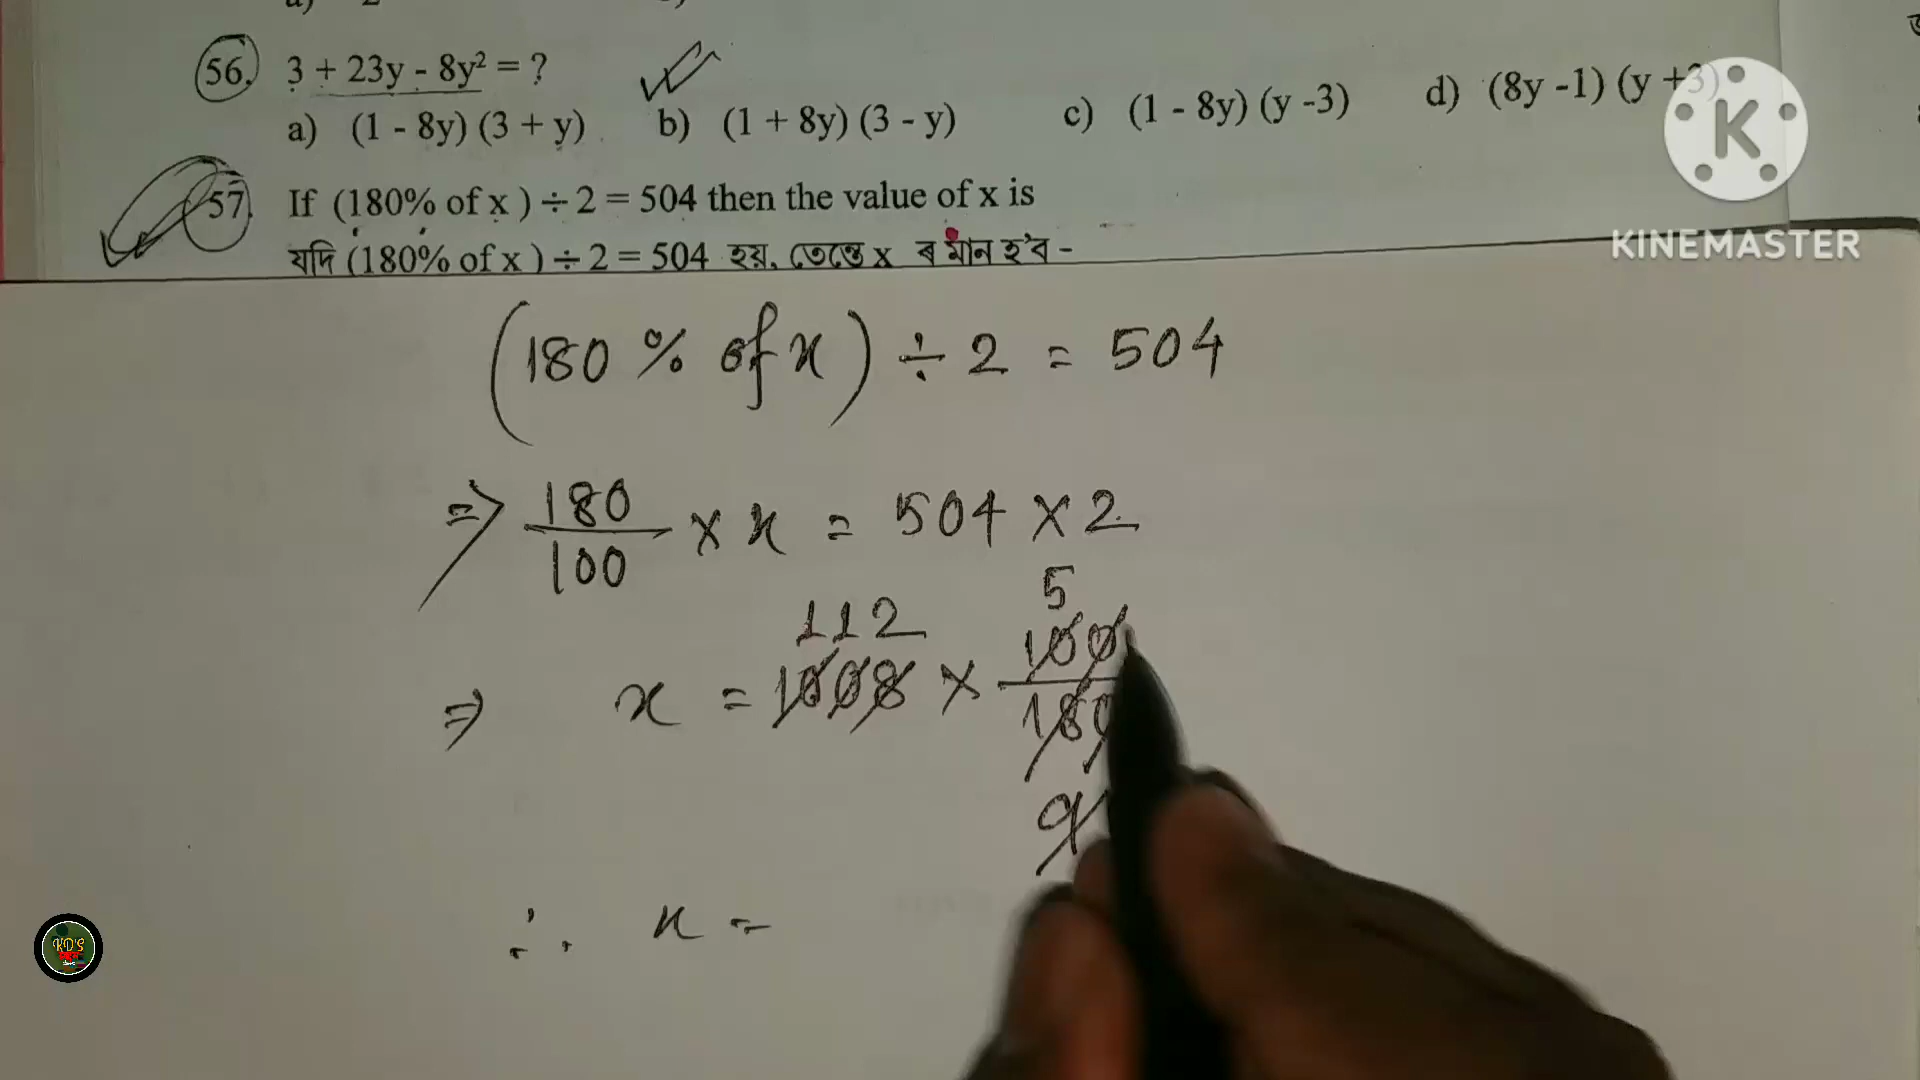 56. 3 + 23y - 8y² = ?
a) (1 - 8y) (3 + y) b) (1 + 8y) (3 - y) c) (1 - 8y) (y -3) d) (8y -1) (y +3)
57. If (180% of x ) ÷ 2 = 504 then the value of x is
যদি (180% of x ) ÷ 2 = 504 হয়, তেন্তে x ৰ মান হ'ব -
K
KINEMASTER
(180 % of x) ÷ 2 = 504
⇒ 180/100 × x = 504 × 2
112 5
⇒ x = 1008 × 100/180
9
∴ x =
KD'S